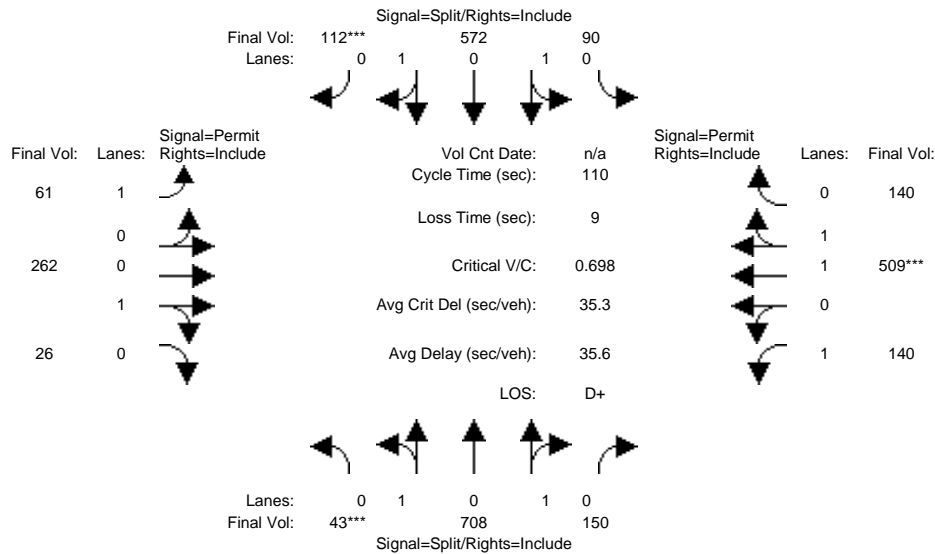 Signal=Split/Rights=Include
Final Vol: 112*** 572 90
Lanes: 0 1 0 1 0
Signal=Permit
Final Vol: Lanes: Rights=Include
Vol Cnt Date: n/a
Signal=Permit
Rights=Include Lanes: Final Vol:
Cycle Time (sec): 110
61 1
0 140
Loss Time (sec): 9
0
1
262 0
Critical V/C: 0.698
1 509***
1
Avg Crit Del (sec/veh): 35.3
0
26 0
Avg Delay (sec/veh): 35.6
1 140
LOS: D+
Lanes: 0 1 0 1 0
Final Vol: 43*** 708 150
Signal=Split/Rights=Include